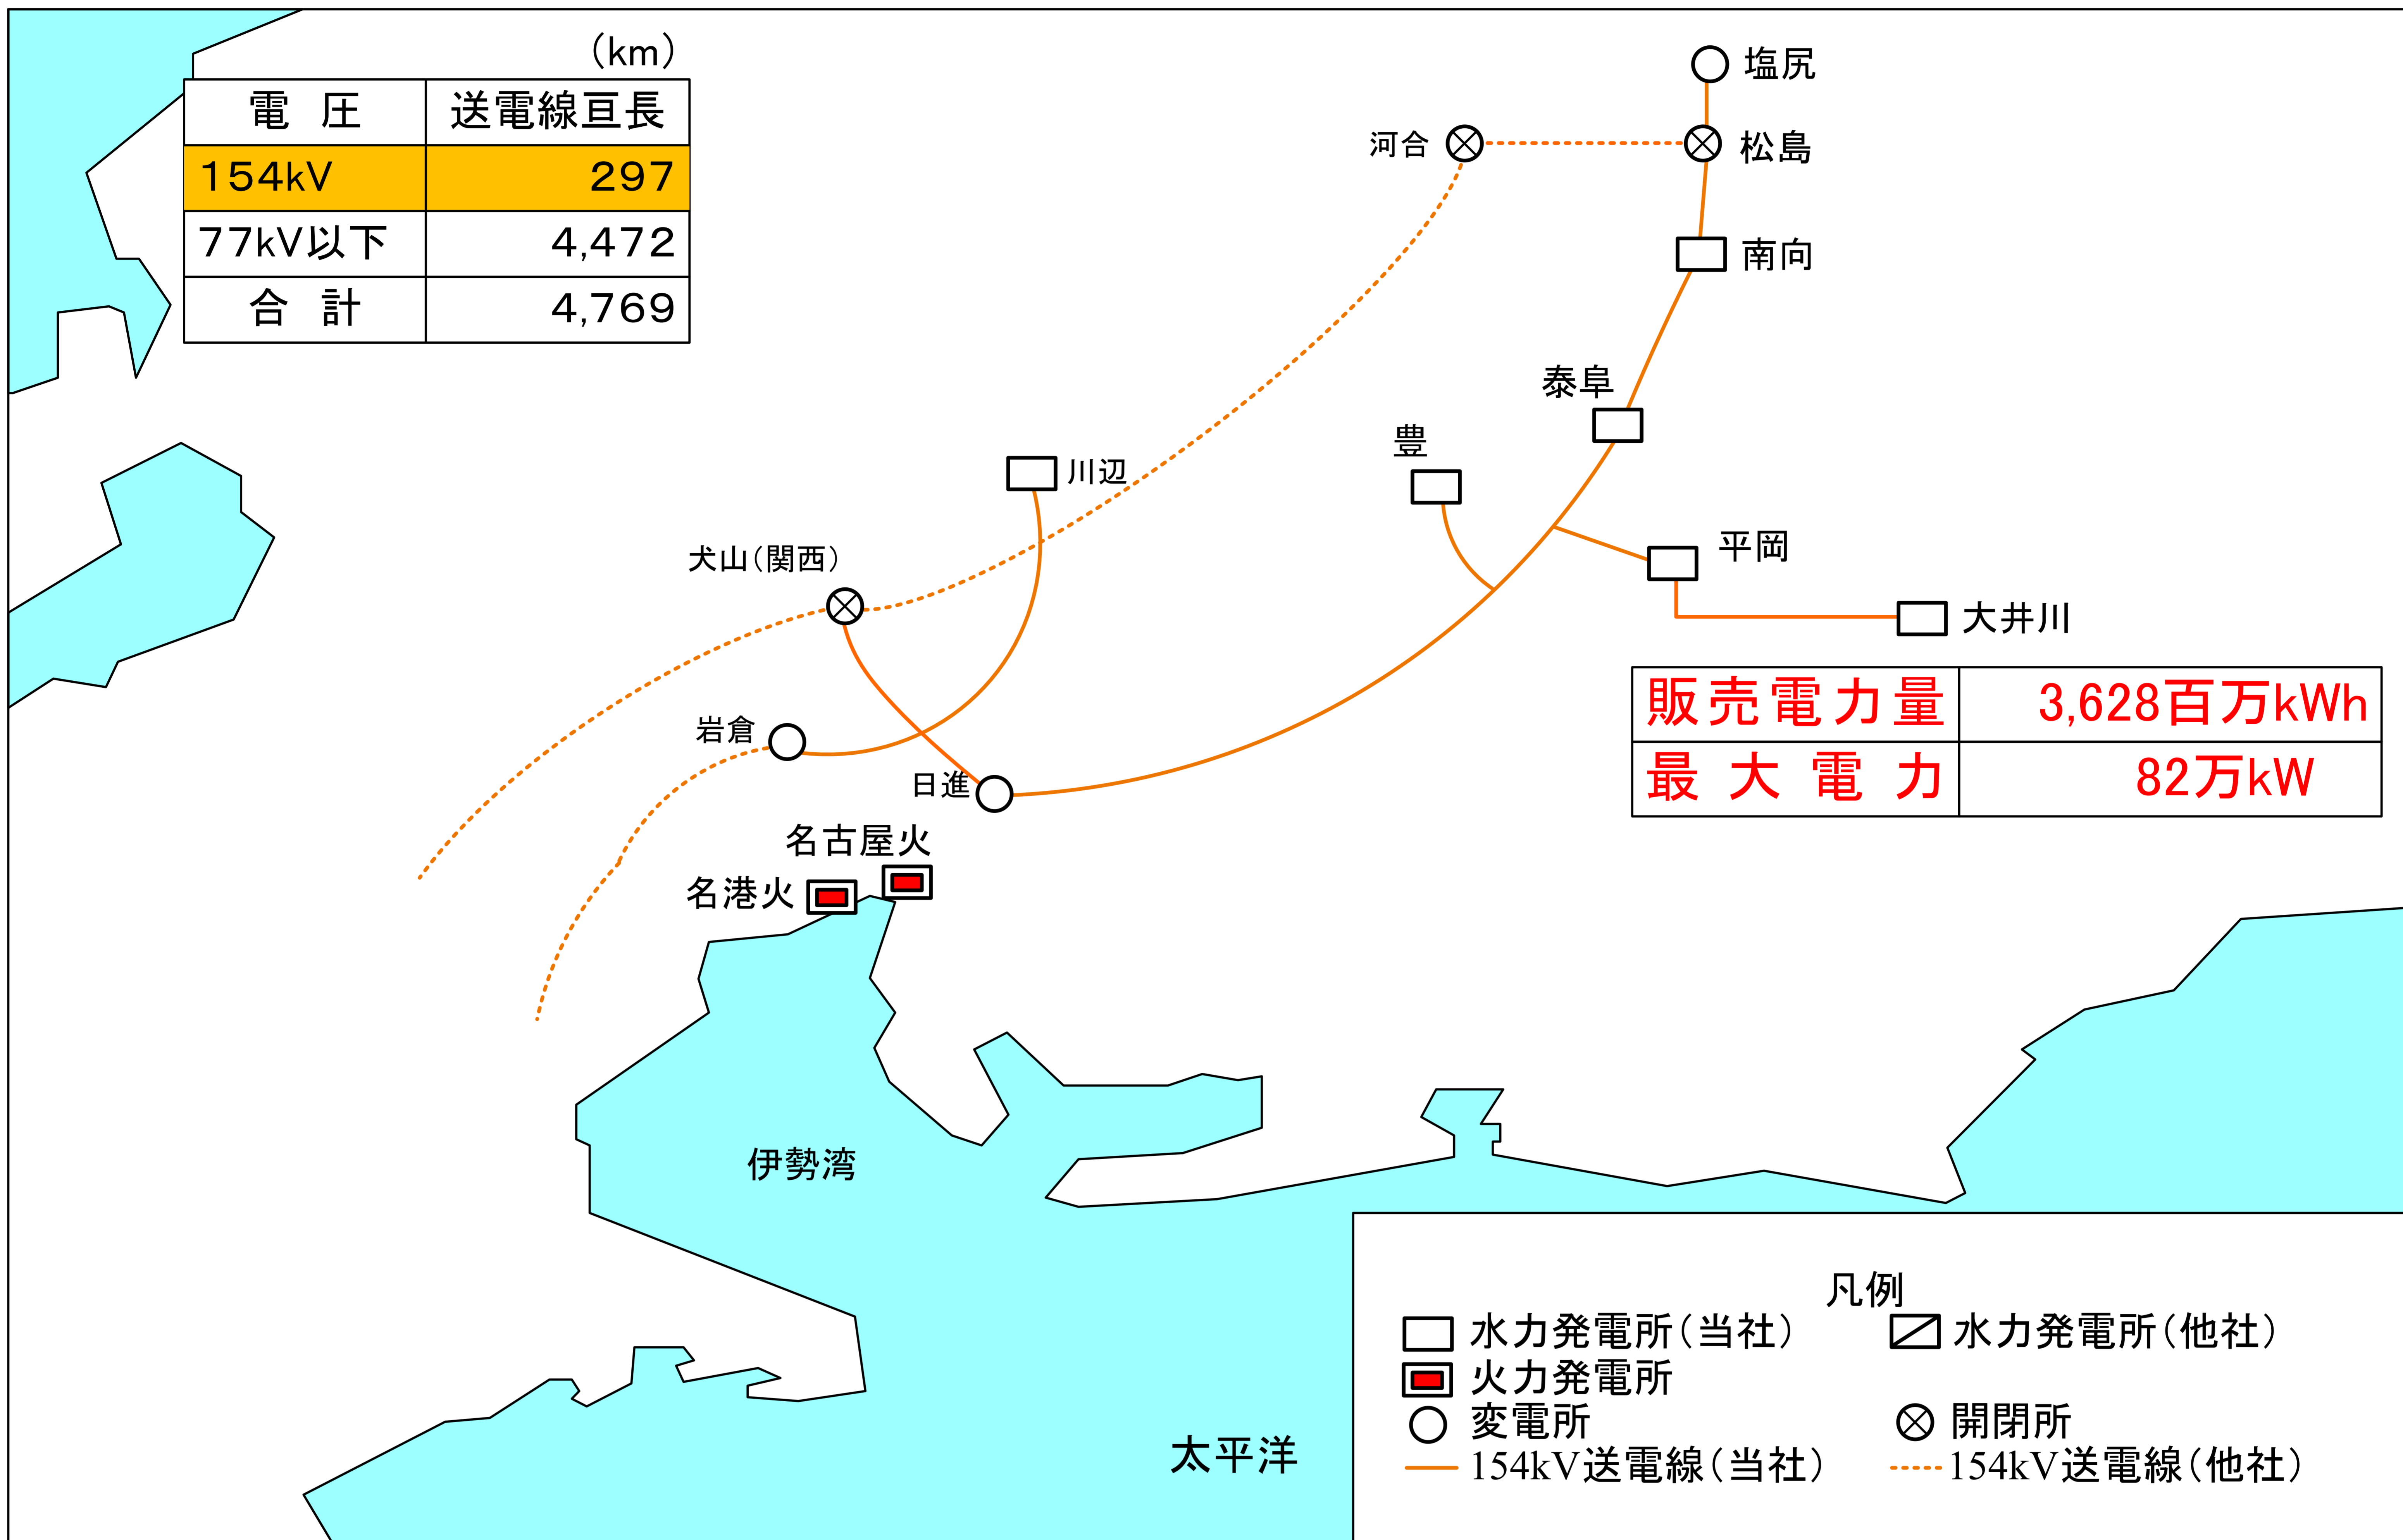 (km)
電 圧 送電線亘長
154kV 297
77kV以下 4,472
合 計 4,769
塩尻
河合
松島
南向
泰阜
豊
川辺
平岡
犬山(関西)
大井川
販売電力量 3,628百万kWh
最大電力 82万kW
岩倉
日進
名古屋火
名港火
伊勢湾
太平洋
凡例
水力発電所(当社) 水力発電所(他社)
火力発電所
変電所 開閉所
154kV送電線(当社) 154kV送電線(他社)